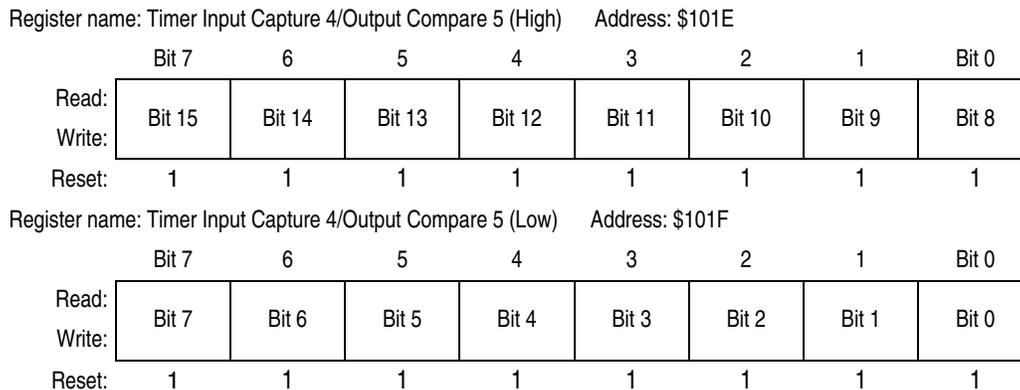 Register name: Timer Input Capture 4/Output Compare 5 (High) Address: $101E
Bit 7 6 5 4 3 2 1 Bit 0
Read:
Bit 15 Bit 14 Bit 13 Bit 12 Bit 11 Bit 10 Bit 9 Bit 8
Write:
Reset: 1 1 1 1 1 1 1 1
Register name: Timer Input Capture 4/Output Compare 5 (Low) Address: $101F
Bit 7 6 5 4 3 2 1 Bit 0
Read:
Bit 7 Bit 6 Bit 5 Bit 4 Bit 3 Bit 2 Bit 1 Bit 0
Write:
Reset: 1 1 1 1 1 1 1 1